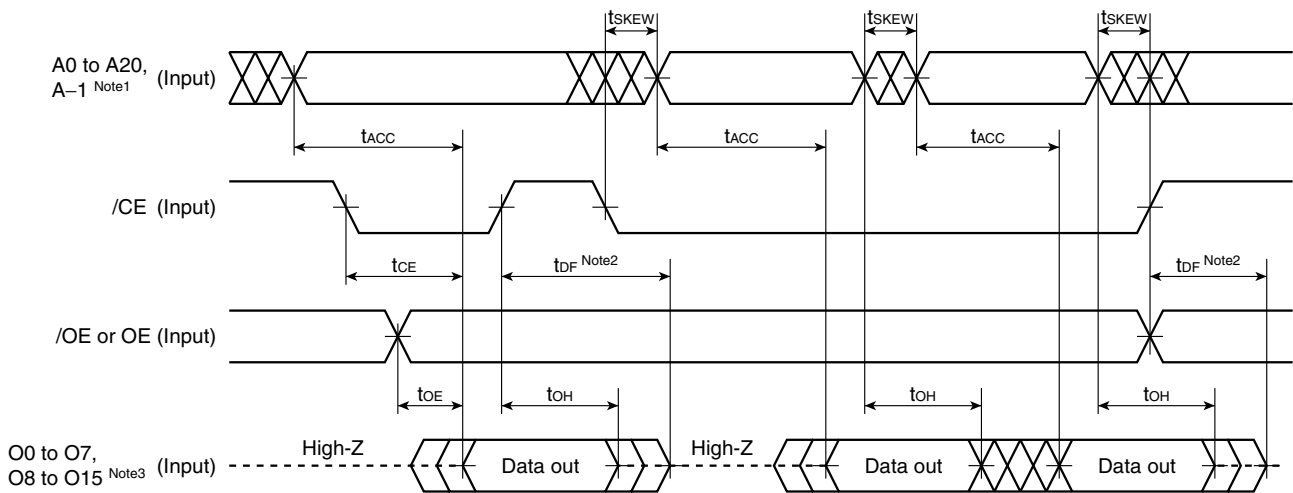 tSKEW tSKEW tSKEW
A0 to A20,
A–1 Note1 (Input)
tACC tACC tACC
/CE (Input)
tCE tDF Note2 tDF Note2
/OE or OE (Input)
tOE tOH tOH tOH
O0 to O7,
O8 to O15 Note3 (Input)
High-Z Data out High-Z Data out Data out